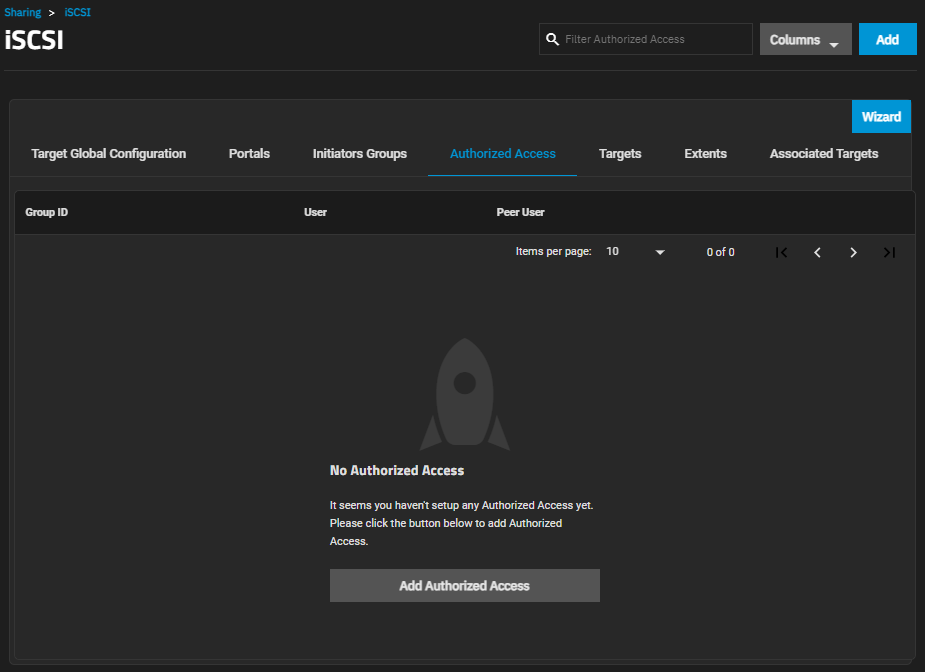 Sharing > iSCSI
iSCSI
Filter Authorized Access
Columns
Add
Wizard
Target Global Configuration Portals Initiators Groups Authorized Access Targets Extents Associated Targets
Group ID User Peer User
Items per page: 10 0 of 0
No Authorized Access
It seems you haven't setup any Authorized Access yet.
Please click the button below to add Authorized
Access.
Add Authorized Access